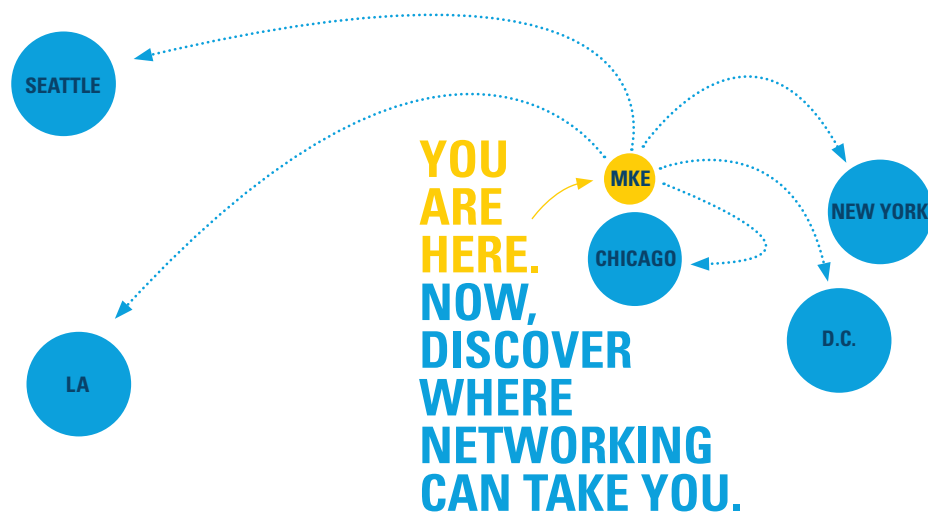 SEATTLE
YOU
ARE
HERE.
NOW,
DISCOVER
WHERE
NETWORKING
CAN TAKE YOU.
MKE
NEW YORK
CHICAGO
D.C.
LA